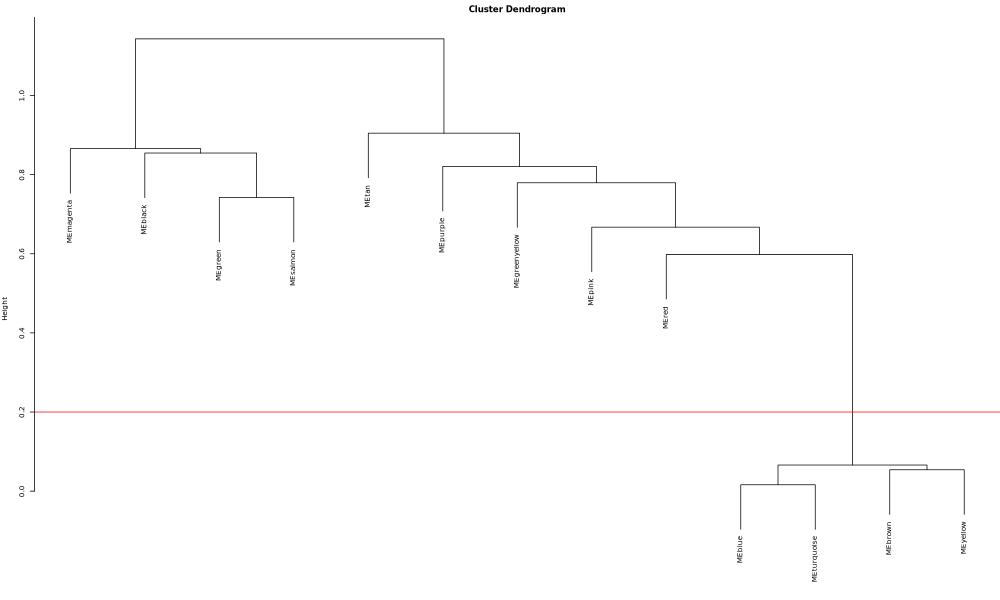 Cluster Dendrogram
Height
1.0
0.8
0.6
0.4
0.2
0.0
MEmagenta
MEblack
MEgreen
MEsalmon
MEtan
MEpurple
MEgreenyellow
MEpink
MEred
MEblue
MEturquoise
MEbrown
MEyellow